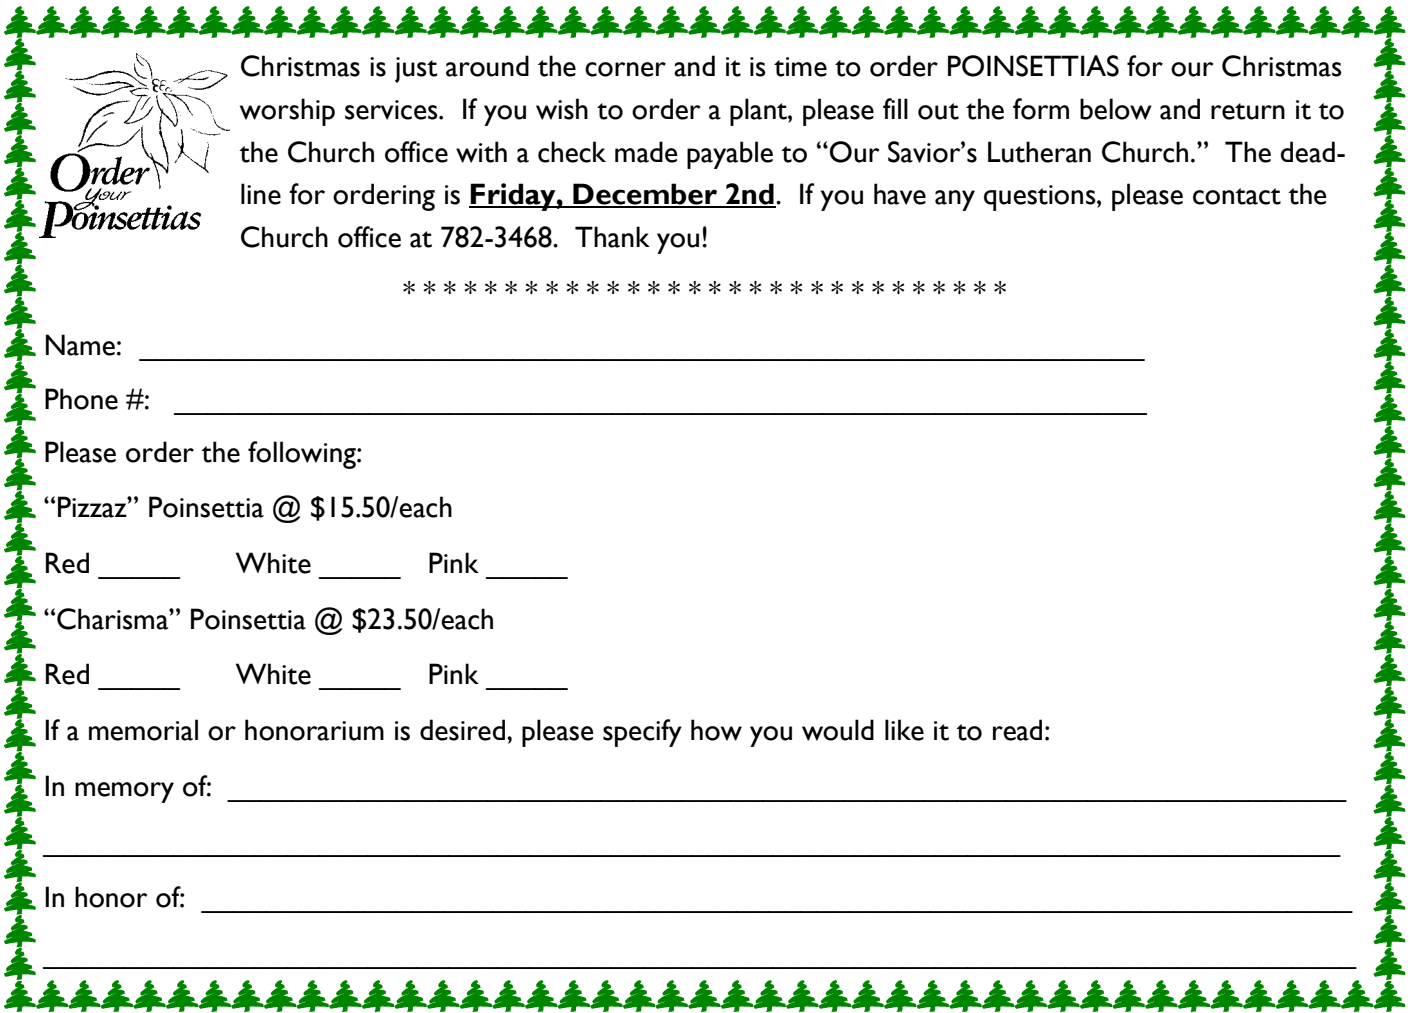 Order
your
Poinsettias
Christmas is just around the corner and it is time to order POINSETTIAS for our Christmas
worship services.  If you wish to order a plant, please fill out the form below and return it to
the Church office with a check made payable to “Our Savior’s Lutheran Church.”  The dead-
line for ordering is Friday, December 2nd.  If you have any questions, please contact the
Church office at 782-3468.  Thank you!
* * * * * * * * * * * * * * * * * * * * * * * * * * * * * *
Name: ______________________________________________________________
Phone #: ____________________________________________________________
Please order the following:
“Pizzaz” Poinsettia @ $15.50/each
Red _____ White _____ Pink _____
“Charisma” Poinsettia @ $23.50/each
Red _____ White _____ Pink _____
If a memorial or honorarium is desired, please specify how you would like it to read:
In memory of: _____________________________________________________________________
________________________________________________________________________________
In honor of: _______________________________________________________________________
_________________________________________________________________________________